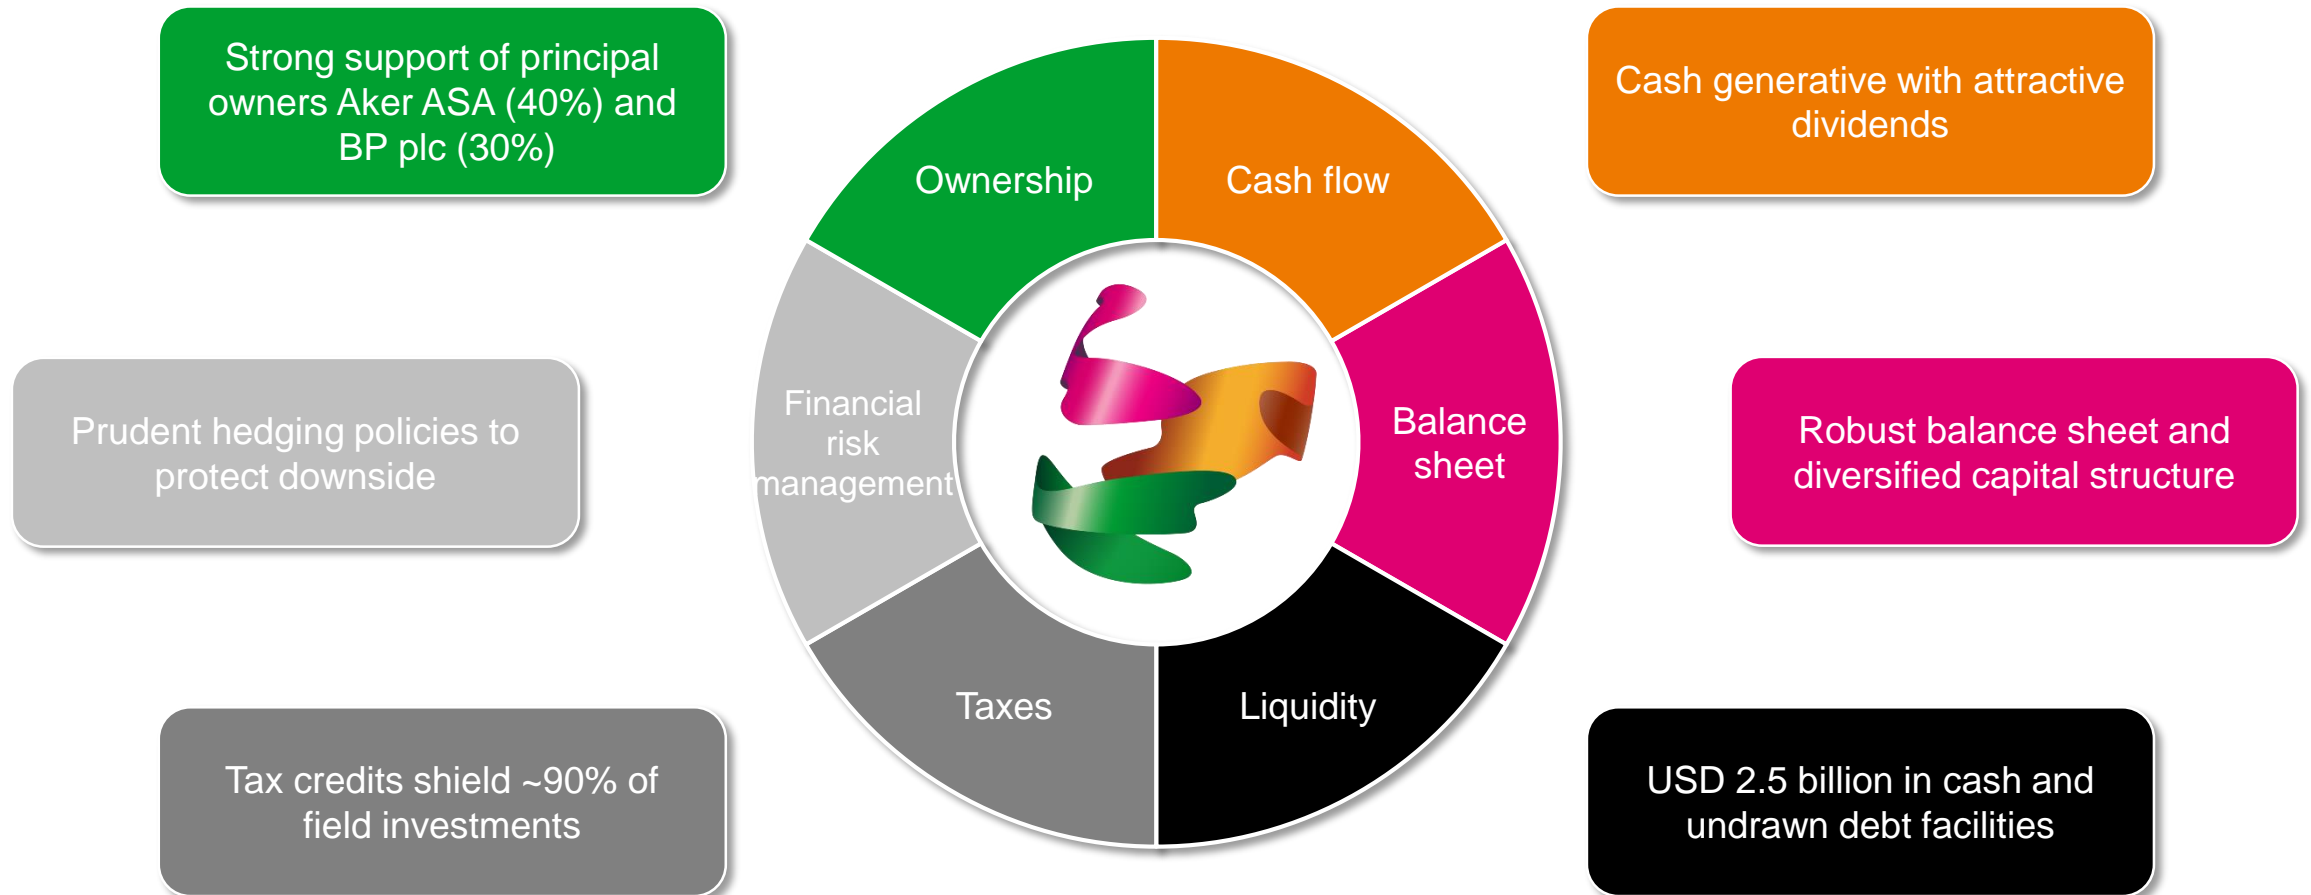 Strong support of principal
owners Aker ASA (40%) and
BP plc (30%)
Cash generative with attractive
dividends
Ownership
Cash flow
Prudent hedging policies to
protect downside
Financial
risk
management
Balance
sheet
Robust balance sheet and
diversified capital structure
Taxes
Liquidity
Tax credits shield ~90% of
field investments
USD 2.5 billion in cash and
undrawn debt facilities